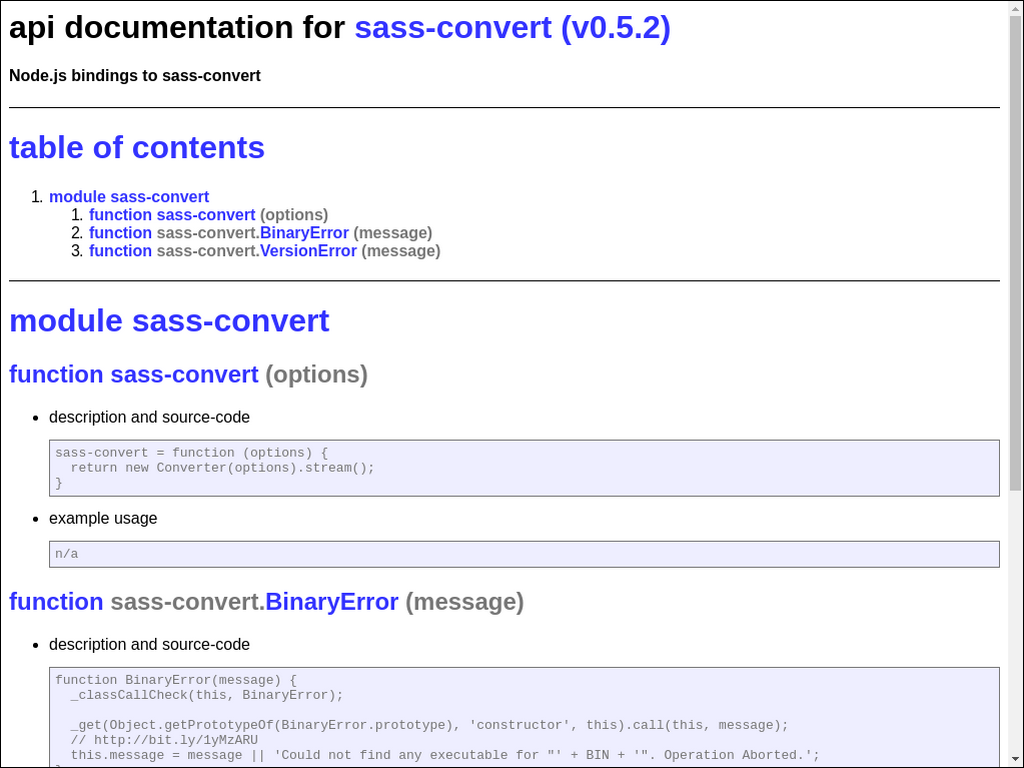 api documentation for sass-convert (v0.5.2)
Node.js bindings to sass-convert
table of contents
1. module sass-convert
1. function sass-convert (options)
2. function sass-convert.BinaryError (message)
3. function sass-convert.VersionError (message)
module sass-convert
function sass-convert (options)
• description and source-code
sass-convert = function (options) {
  return new Converter(options).stream();
}
• example usage
n/a
function sass-convert.BinaryError (message)
• description and source-code
function BinaryError(message) {
  _classCallCheck(this, BinaryError);
  _get(Object.getPrototypeOf(BinaryError.prototype), 'constructor', this).call(this, message);
  // http://bit.ly/1yMzARU
  this.message = message || 'Could not find any executable for "' + BIN + '". Operation Aborted.';